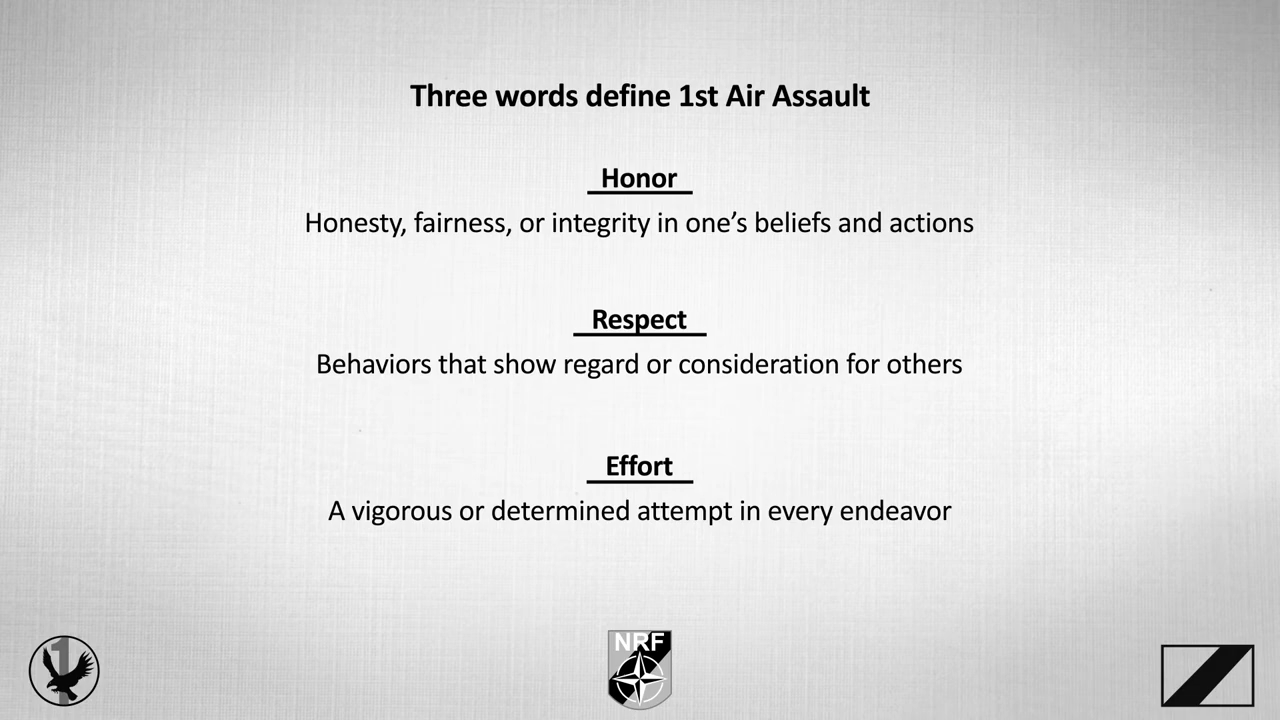 Three words define 1st Air Assault
Honor
Honesty, fairness, or integrity in one’s beliefs and actions
Respect
Behaviors that show regard or consideration for others
Effort
A vigorous or determined attempt in every endeavor
1
NRF